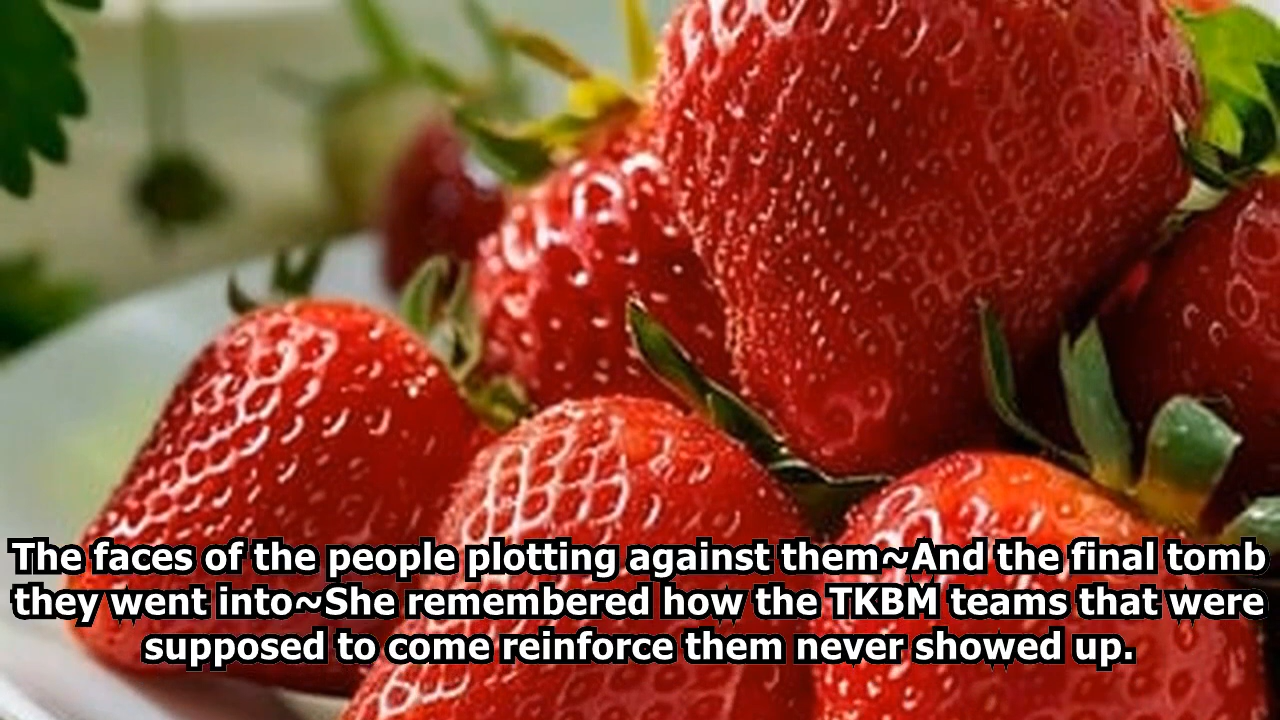 The faces of the people plotting against them~And the final tomb
they went into~She remembered how the TKBM teams that were
supposed to come reinforce them never showed up.